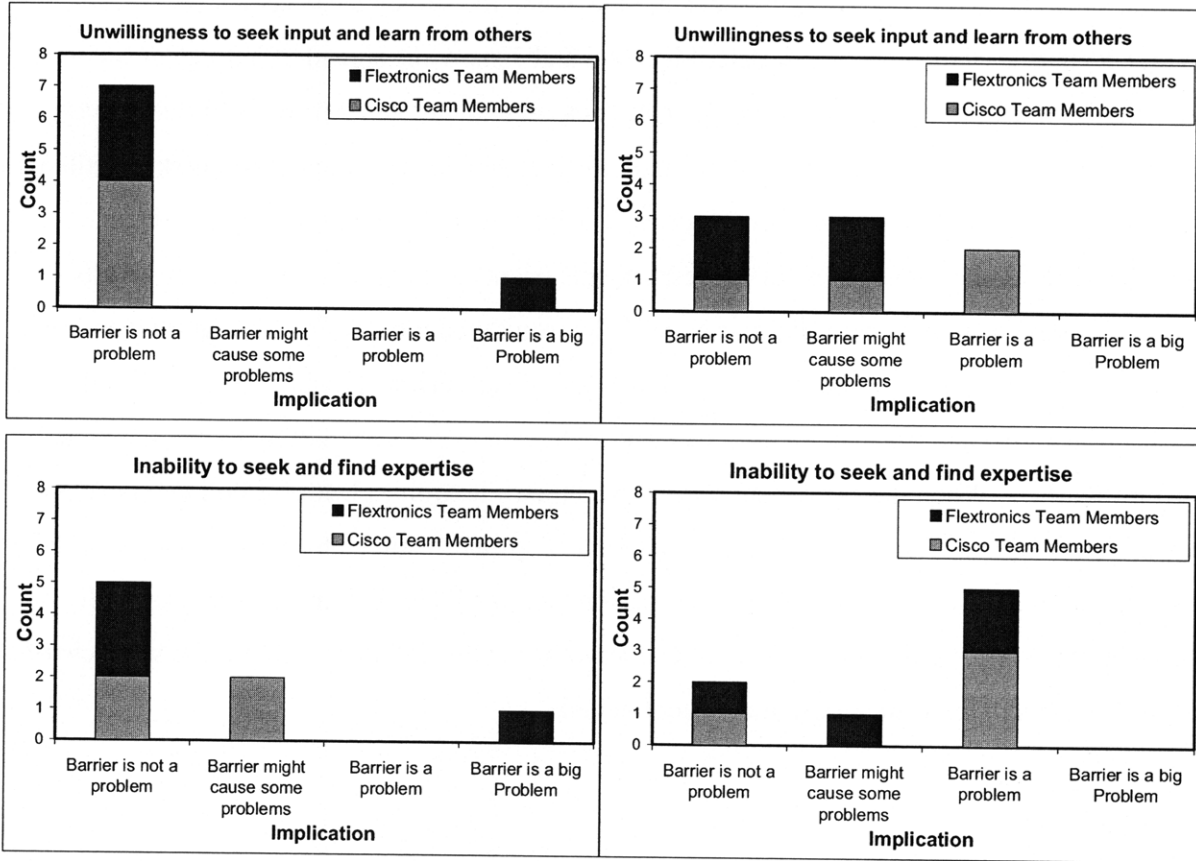 Unwillingness to seek input and learn from others
8
7
6
5
4
3
2
1
0
Count
Flextronics Team Members
Cisco Team Members
Barrier is not a
problem
Barrier might
cause some
problems
Barrier is a
problem
Barrier is a big
Problem
Implication
Unwillingness to seek input and learn from others
8
7
6
5
4
3
2
1
0
Count
Flextronics Team Members
Cisco Team Members
Barrier is not a
problem
Barrier might
cause some
problems
Barrier is a
problem
Barrier is a big
Problem
Implication
Inability to seek and find expertise
8
7
6
5
4
3
2
1
0
Count
Flextronics Team Members
Cisco Team Members
Barrier is not a
problem
Barrier might
cause some
problems
Barrier is a
problem
Barrier is a big
Problem
Implication
Inability to seek and find expertise
8
7
6
5
4
3
2
1
0
Count
Flextronics Team Members
Cisco Team Members
Barrier is not a
problem
Barrier might
cause some
problems
Barrier is a
problem
Barrier is a big
Problem
Implication